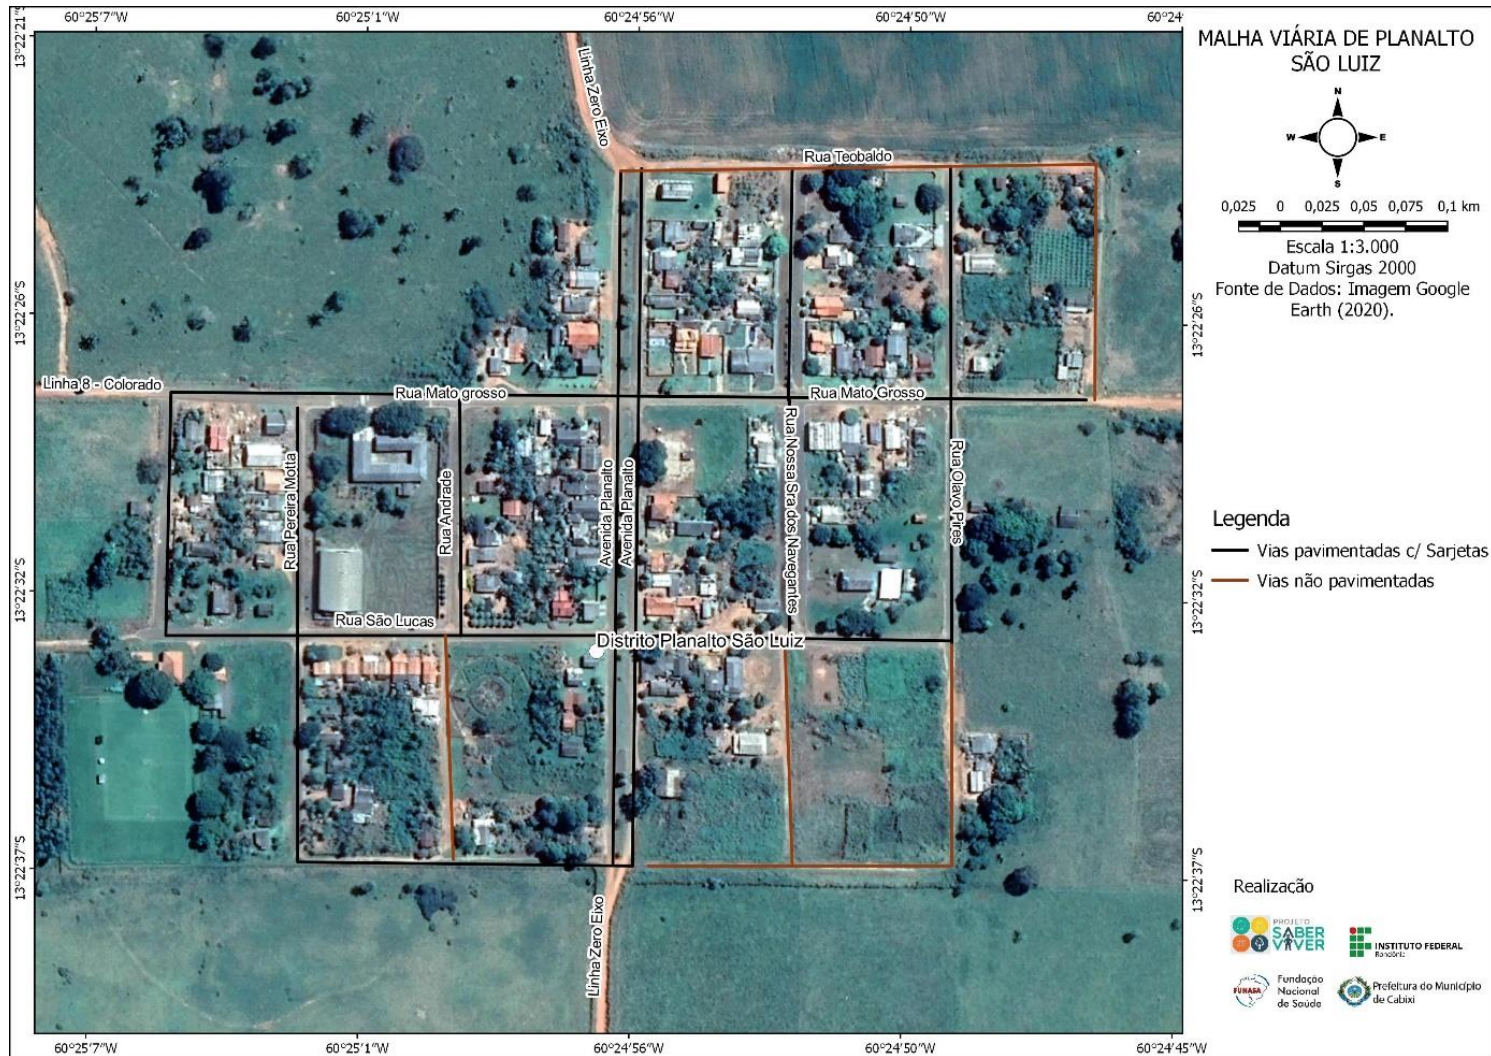 60°25'7"W 60°25'1"W 60°24'56"W 60°24'50"W 60°24'
13°22'21"S
MALHA VIÁRIA DE PLANALTO
SÃO LUIZ
N
W E
S
0,025 0 0,025 0,05 0,075 0,1 km
Escala 1:3.000
Datum Sirgas 2000
Fonte de Dados: Imagem Google
Earth (2020).
Linha Zero Eixo
Rua Teobaldo
13°22'26"S
13°22'26"S
Linha 8 - Colorado
Rua Mato grosso
Rua Mato Grosso
Rua Pereira Motta
Rua Andrade
Avenida Planalto
Avenida Planalto
Rua Nossa Sra dos Navegantes
Rua Olavo Pires
Legenda
Vias pavimentadas c/ Sarjetas
Vias não pavimentadas
13°22'32"S
13°22'32"S
Rua São Lucas
Distrito Planalto São Luiz
13°22'37"S
13°22'37"S
Linha Zero Eixo
Realização
PROJETO
SABER
VIVER
INSTITUTO FEDERAL
Rondônia
FUNASA
Fundação
Nacional
de Saúde
Prefeitura do Município
de Cabixi
60°25'7"W 60°25'1"W 60°24'56"W 60°24'50"W 60°24'45"W